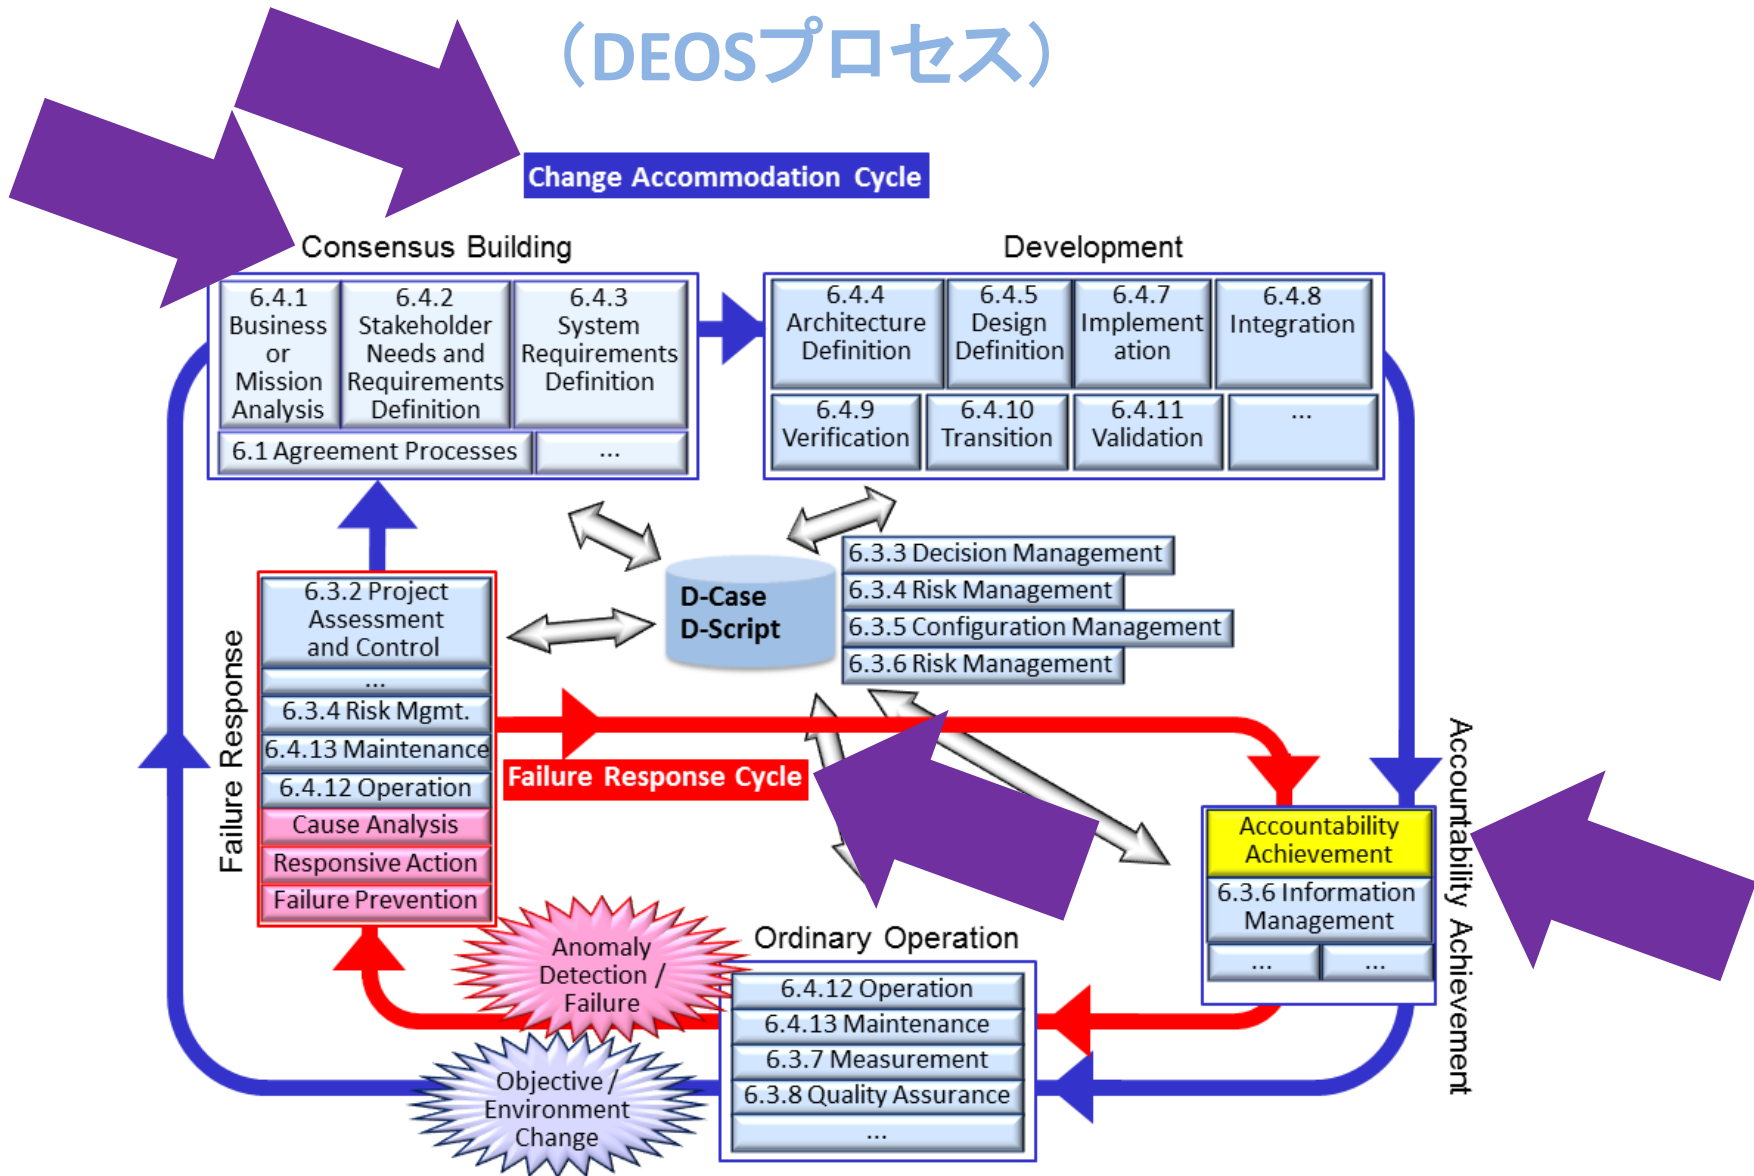 （DEOSプロセス）
Change Accommodation Cycle
Consensus Building
6.4.1
Business
or
Mission
Analysis
6.4.2
Stakeholder
Needs and
Requirements
Definition
6.4.3
System
Requirements
Definition
6.1 Agreement Processes
...
Development
6.4.4
Architecture
Definition
6.4.5
Design
Definition
6.4.7
Implement
ation
6.4.8
Integration
6.4.9
Verification
6.4.10
Transition
6.4.11
Validation
...
D-Case
D-Script
6.3.3 Decision Management
6.3.4 Risk Management
6.3.5 Configuration Management
6.3.6 Risk Management
Failure Response
6.3.2 Project
Assessment
and Control
...
6.3.4 Risk Mgmt.
6.4.13 Maintenance
6.4.12 Operation
Cause Analysis
Responsive Action
Failure Prevention
Failure Response Cycle
Accountability Achievement
Accountability
Achievement
6.3.6 Information
Management
...
...
Anomaly
Detection /
Failure
Ordinary Operation
6.4.12 Operation
6.4.13 Maintenance
6.3.7 Measurement
6.3.8 Quality Assurance
...
Objective /
Environment
Change